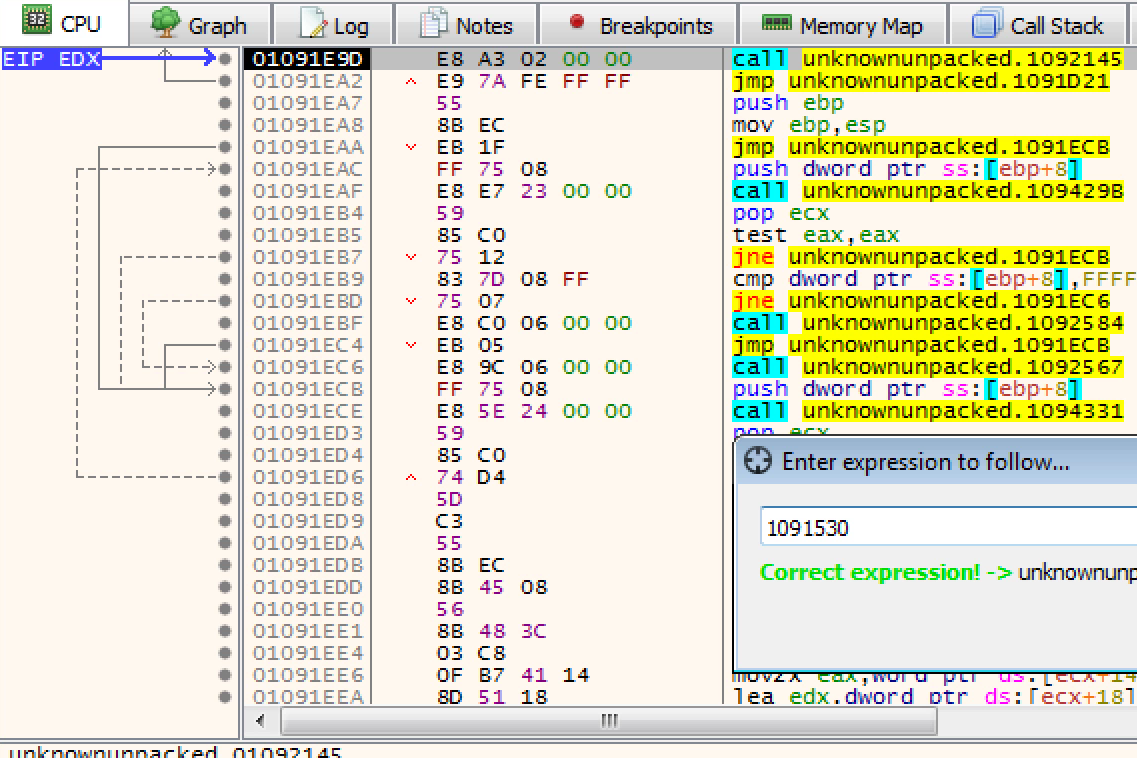 CPU Graph Log Notes Breakpoints Memory Map Call Stack
EIP EDX 01091E9D E8 A3 02 00 00 call unknownunpacked.1092145
01091EA2 E9 7A FE FF FF jmp unknownunpacked.1091D21
01091EA7 55 push ebp
01091EA8 8B EC mov ebp,esp
01091EAA EB 1F jmp unknownunpacked.1091ECB
01091EAC FF 75 08 push dword ptr ss:[ebp+8]
01091EAF E8 E7 23 00 00 call unknownunpacked.109429B
01091EB4 59 pop ecx
01091EB5 85 C0 test eax,eax
01091EB7 75 12 jne unknownunpacked.1091ECB
01091EB9 83 7D 08 FF cmp dword ptr ss:[ebp+8],FFFF
01091EBD 75 07 jne unknownunpacked.1091EC6
01091EBF E8 C0 06 00 00 call unknownunpacked.1092584
01091EC4 EB 05 jmp unknownunpacked.1091ECB
01091EC6 E8 9C 06 00 00 call unknownunpacked.1092567
01091ECB FF 75 08 push dword ptr ss:[ebp+8]
01091ECE E8 5E 24 00 00 call unknownunpacked.1094331
01091ED3 59 pop ecx
01091ED4 85 C0
01091ED6 74 D4
01091ED8 5D
01091ED9 C3
01091EDA 55
01091EDB 8B EC
01091EDD 8B 45 08
01091EE0 56
01091EE1 8B 48 3C
01091EE4 03 C8
01091EE6 0F B7 41 14 movzx eax,word ptr ds:[ecx+14
01091EEA 8D 51 18 lea edx,dword ptr ds:[ecx+18]
Enter expression to follow...
1091530
Correct expression! -> unknownunp
unknownunpacked.01092145